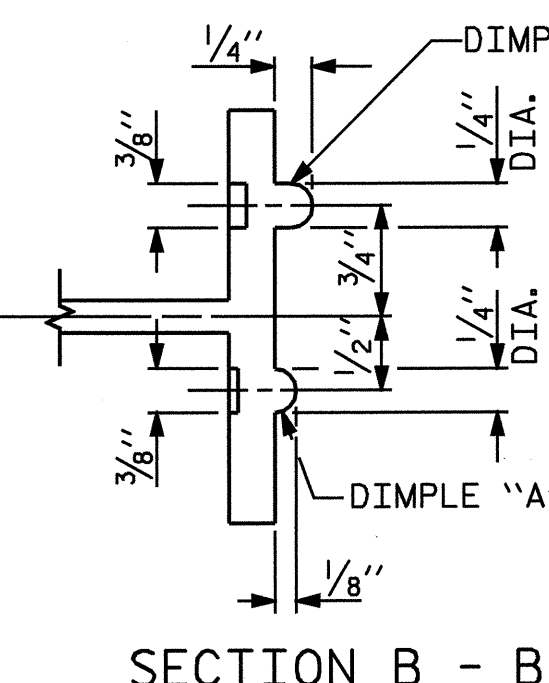 1/4"
DIMP
3/8"
1/4"
DIA.
3/4"
1/2"
1/4"
DIA.
3/8"
DIMPLE "A
1/8"
SECTION B - B